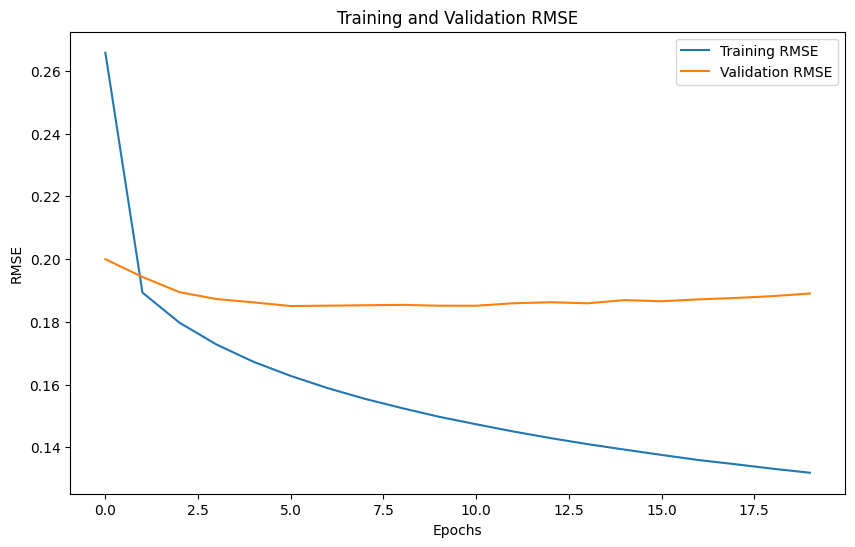 Training and Validation RMSE
Training RMSE
Validation RMSE
RMSE
0.26
0.24
0.22
0.20
0.18
0.16
0.14
0.0 2.5 5.0 7.5 10.0 12.5 15.0 17.5
Epochs